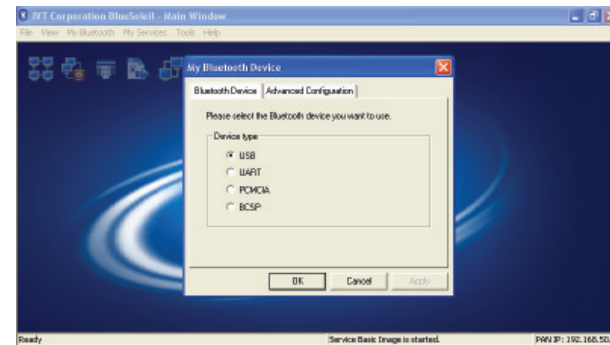 IVT Corporation BlueSoleil - Main Window
File View My Bluetooth My Services Tools Help
My Bluetooth Device
Bluetooth Device Advanced Configuration
Please select the Bluetooth device you want to use.
Device type
USB
UART
PCMCIA
BCSP
OK Cancel Apply
Ready Service Basic Image is started. PAN IP: 192.168.50.